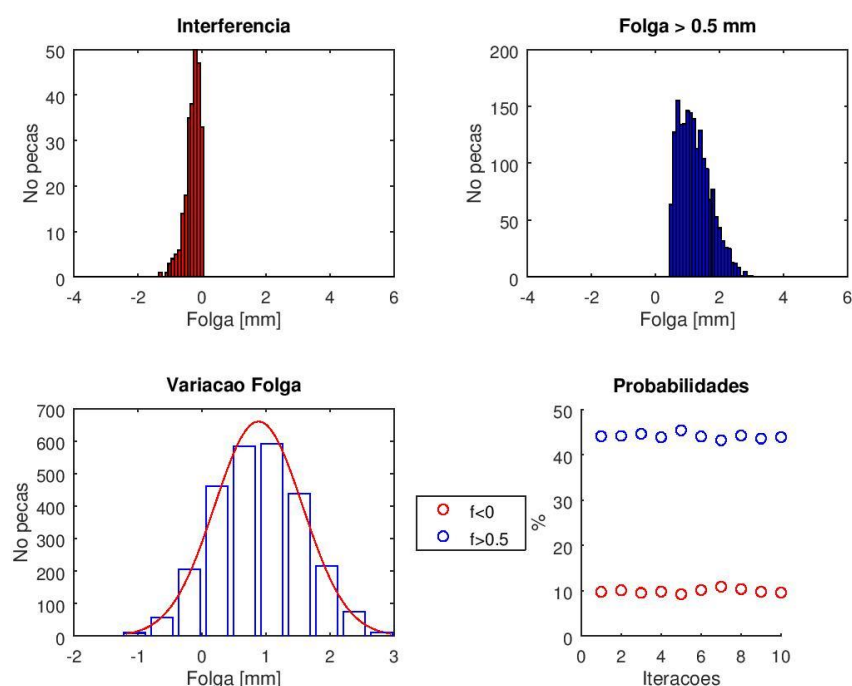 Interferencia
50
40
30
20
10
0
No pecas
-4 -2 0 2 4 6
Folga [mm]
Folga > 0.5 mm
200
150
100
50
0
No pecas
-4 -2 0 2 4 6
Folga [mm]
Variacao Folga
700
600
500
400
300
200
100
0
No pecas
-2 -1 0 1 2 3
Folga [mm]
f<0
f>0.5
Probabilidades
50
40
30
20
10
0
%
0 2 4 6 8 10
Iteracoes